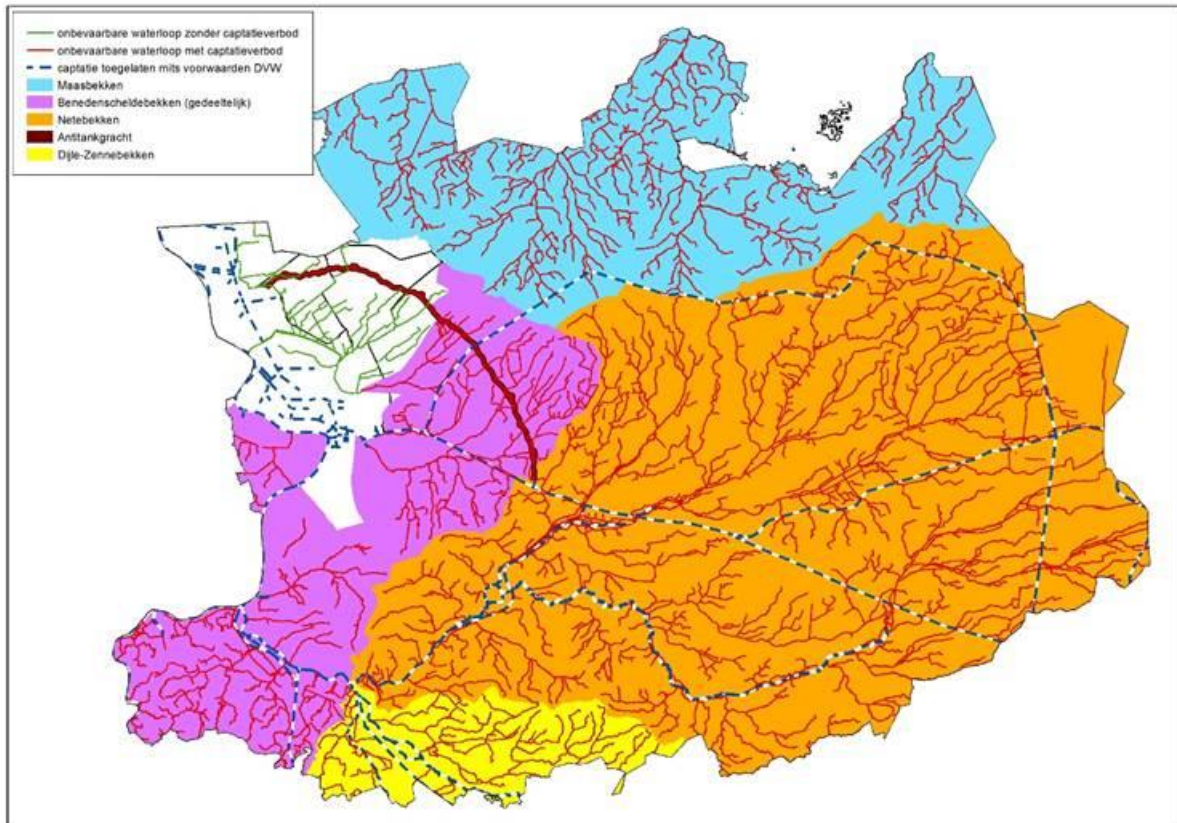 onbevaarbare waterloop zonder captatieverbod
onbevaarbare waterloop met captatieverbod
captatie toegelaten mits voorwaarden DVW
Maasbekken
Benedenscheldebekken (gedeeltelijk)
Netebekken
Antitankgracht
Dijle-Zennebekken